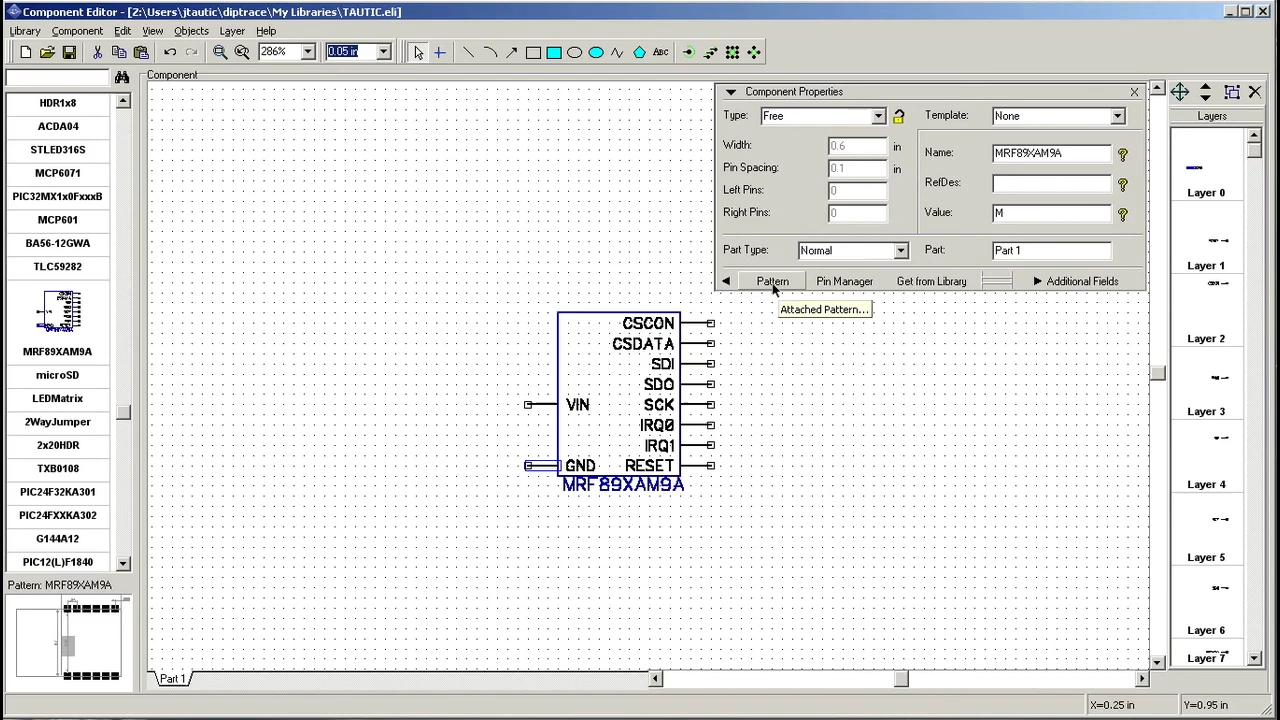 Component Editor - [Z:\Users\jtautic\diptrace\My Libraries\TAUTIC.eli]
Library Component Edit View Objects Layer Help
286% 0.05 in ABC
Component
HDR1x8
ACDA04
STLED316S
MCP6071
PIC32MX1x0FxxxB
MCP601
BA56-12GWA
TLC59282
MRF89XAM9A
microSD
LEDMatrix
2WayJumper
2x20HDR
TXB0108
PIC24F32KA301
PIC24FXXKA302
G144A12
PIC12(L)F1840
Pattern: MRF89XAM9A
Component Properties
Type: Free Template: None
Width: 0.6 in Name: MRF89XAM9A
Pin Spacing: 0.1 in RefDes:
Left Pins: 0
Right Pins: 0 Value: M
Part Type: Normal Part: Part 1
Pattern Pin Manager Get from Library Additional Fields
Attached Pattern...
CSCON
CSDATA
SDI
SDO
VIN SCK
IRQ0
IRQ1
GND RESET
MRF89XAM9A
Layers
Layer 0
Layer 1
Layer 2
Layer 3
Layer 4
Layer 5
Layer 6
Layer 7
Part 1
X=0.25 in Y=0.95 in